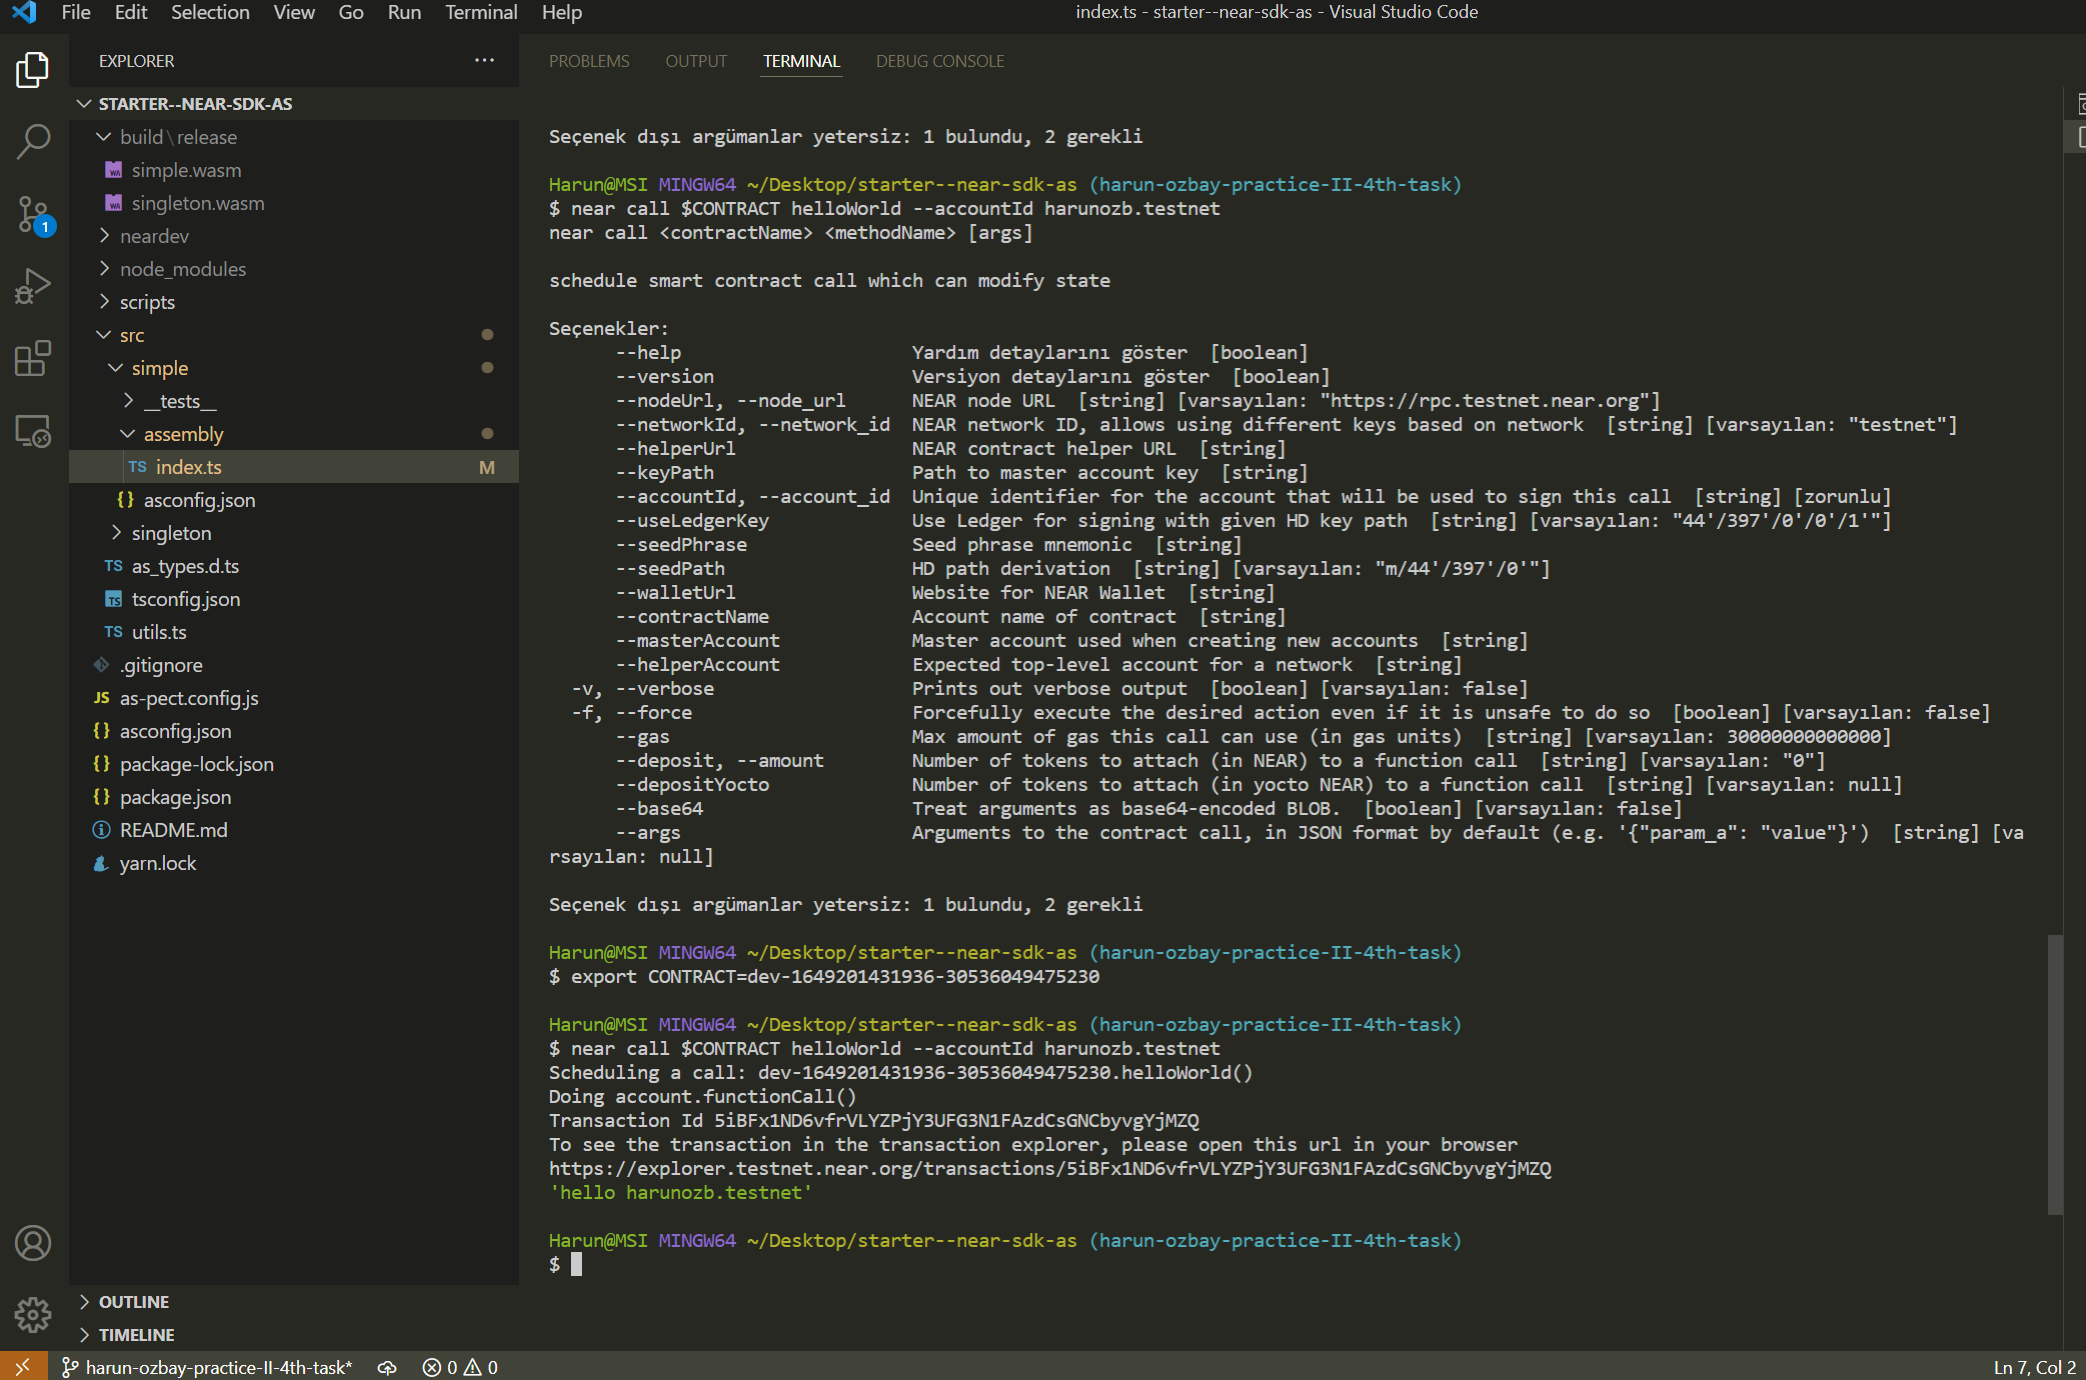 File Edit Selection View Go Run Terminal Help
index.ts - starter--near-sdk-as - Visual Studio Code
EXPLORER
STARTER--NEAR-SDK-AS
build\release
simple.wasm
singleton.wasm
neardev
node_modules
scripts
src
simple
__tests__
assembly
TS index.ts M
{} asconfig.json
singleton
TS as_types.d.ts
TS tsconfig.json
TS utils.ts
.gitignore
JS as-pect.config.js
{} asconfig.json
{} package-lock.json
{} package.json
README.md
yarn.lock
OUTLINE
TIMELINE
1
PROBLEMS OUTPUT TERMINAL DEBUG CONSOLE
Seçenek dışı argümanlar yetersiz: 1 bulundu, 2 gerekli
Harun@MSI MINGW64 ~/Desktop/starter--near-sdk-as (harun-ozbay-practice-II-4th-task)
$ near call $CONTRACT helloWorld --accountId harunozb.testnet
near call <contractName> <methodName> [args]
schedule smart contract call which can modify state
Seçenekler:
--help Yardım detaylarını göster [boolean]
--version Versiyon detaylarını göster [boolean]
--nodeUrl, --node_url NEAR node URL [string] [varsayılan: "https://rpc.testnet.near.org"]
--networkId, --network_id NEAR network ID, allows using different keys based on network [string] [varsayılan: "testnet"]
--helperUrl NEAR contract helper URL [string]
--keyPath Path to master account key [string]
--accountId, --account_id Unique identifier for the account that will be used to sign this call [string] [zorunlu]
--useLedgerKey Use Ledger for signing with given HD key path [string] [varsayılan: "44'/397'/0'/0'/1'"]
--seedPhrase Seed phrase mnemonic [string]
--seedPath HD path derivation [string] [varsayılan: "m/44'/397'/0'"]
--walletUrl Website for NEAR Wallet [string]
--contractName Account name of contract [string]
--masterAccount Master account used when creating new accounts [string]
--helperAccount Expected top-level account for a network [string]
-v, --verbose Prints out verbose output [boolean] [varsayılan: false]
-f, --force Forcefully execute the desired action even if it is unsafe to do so [boolean] [varsayılan: false]
--gas Max amount of gas this call can use (in gas units) [string] [varsayılan: 30000000000000]
--deposit, --amount Number of tokens to attach (in NEAR) to a function call [string] [varsayılan: "0"]
--depositYocto Number of tokens to attach (in yocto NEAR) to a function call [string] [varsayılan: null]
--base64 Treat arguments as base64-encoded BLOB. [boolean] [varsayılan: false]
--args Arguments to the contract call, in JSON format by default (e.g. '{"param_a": "value"}') [string] [va
rsayılan: null]
Seçenek dışı argümanlar yetersiz: 1 bulundu, 2 gerekli
Harun@MSI MINGW64 ~/Desktop/starter--near-sdk-as (harun-ozbay-practice-II-4th-task)
$ export CONTRACT=dev-1649201431936-30536049475230
Harun@MSI MINGW64 ~/Desktop/starter--near-sdk-as (harun-ozbay-practice-II-4th-task)
$ near call $CONTRACT helloWorld --accountId harunozb.testnet
Scheduling a call: dev-1649201431936-30536049475230.helloWorld()
Doing account.functionCall()
Transaction Id 5iBFx1ND6vfrVLYZPjY3UFG3N1FAzdCsGNCbyvgYjMZQ
To see the transaction in the transaction explorer, please open this url in your browser
https://explorer.testnet.near.org/transactions/5iBFx1ND6vfrVLYZPjY3UFG3N1FAzdCsGNCbyvgYjMZQ
'hello harunozb.testnet'
Harun@MSI MINGW64 ~/Desktop/starter--near-sdk-as (harun-ozbay-practice-II-4th-task)
$
harun-ozbay-practice-II-4th-task* 0 0
Ln 7, Col 2